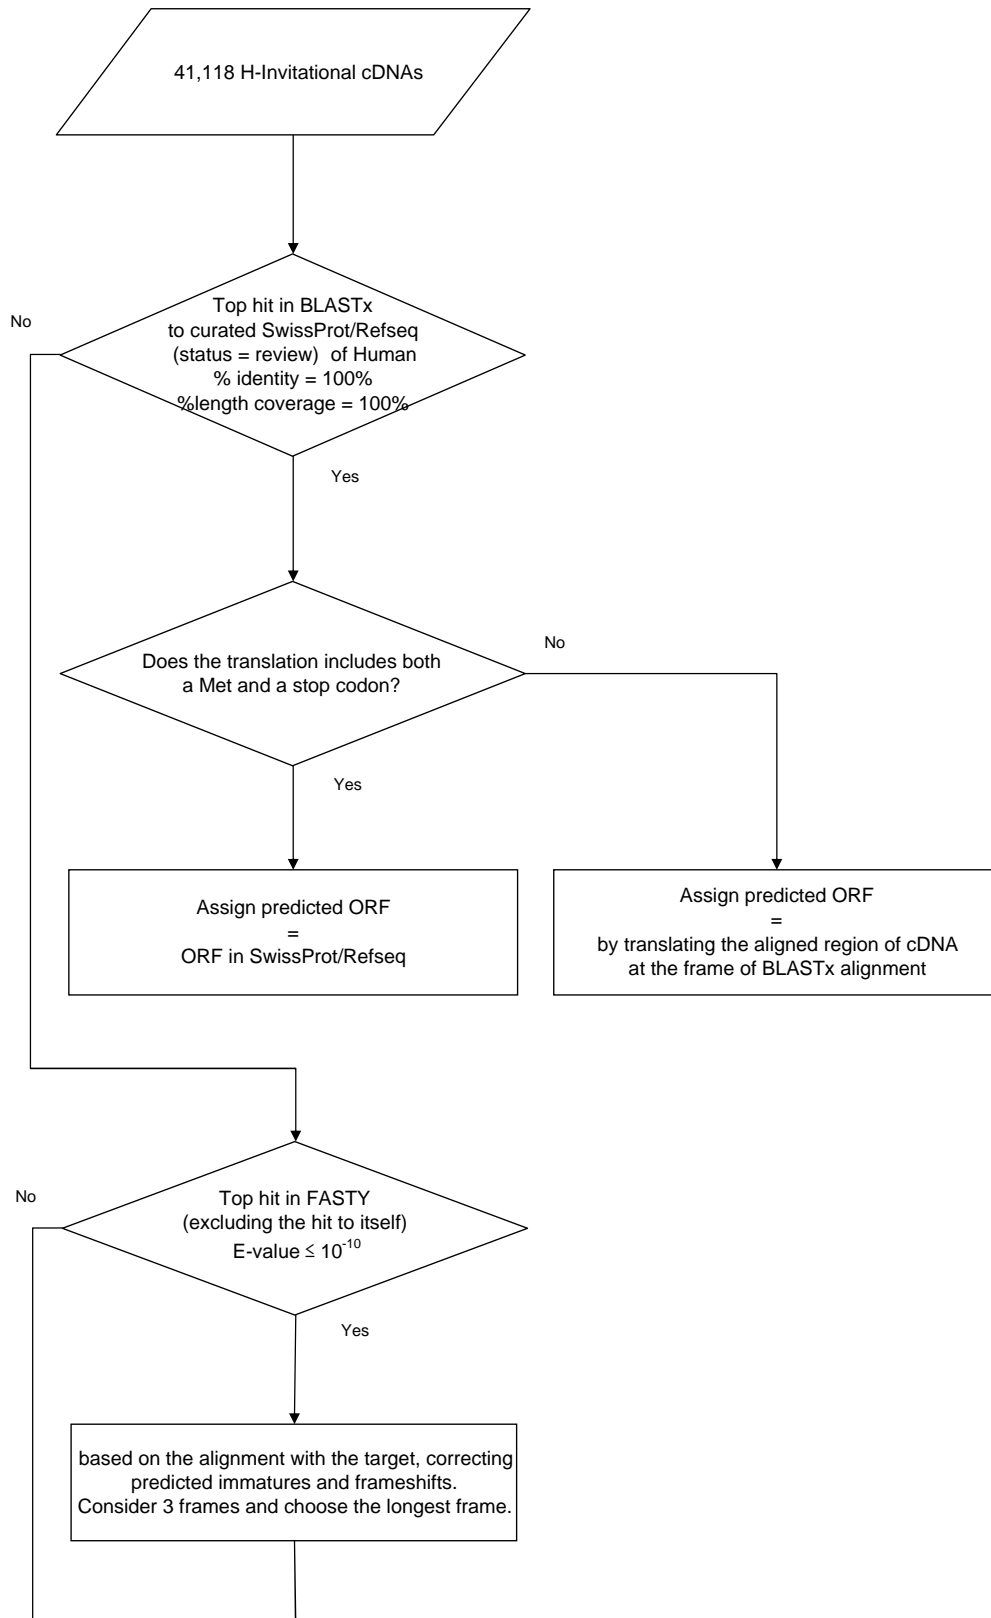 41,118 H-Invitational cDNAs
No
Top hit in BLASTx
to curated SwissProt/Refseq
(status = review)  of Human
% identity = 100%
%length coverage = 100%
Yes
Does the translation includes both
a Met and a stop codon?
No
Yes
Assign predicted ORF
=
ORF in SwissProt/Refseq
Assign predicted ORF
=
by translating the aligned region of cDNA
at the frame of BLASTx alignment
No
Top hit in FASTY
(excluding the hit to itself)
E-value ≤ 10⁻¹⁰
Yes
based on the alignment with the target, correcting
predicted immatures and frameshifts.
Consider 3 frames and choose the longest frame.